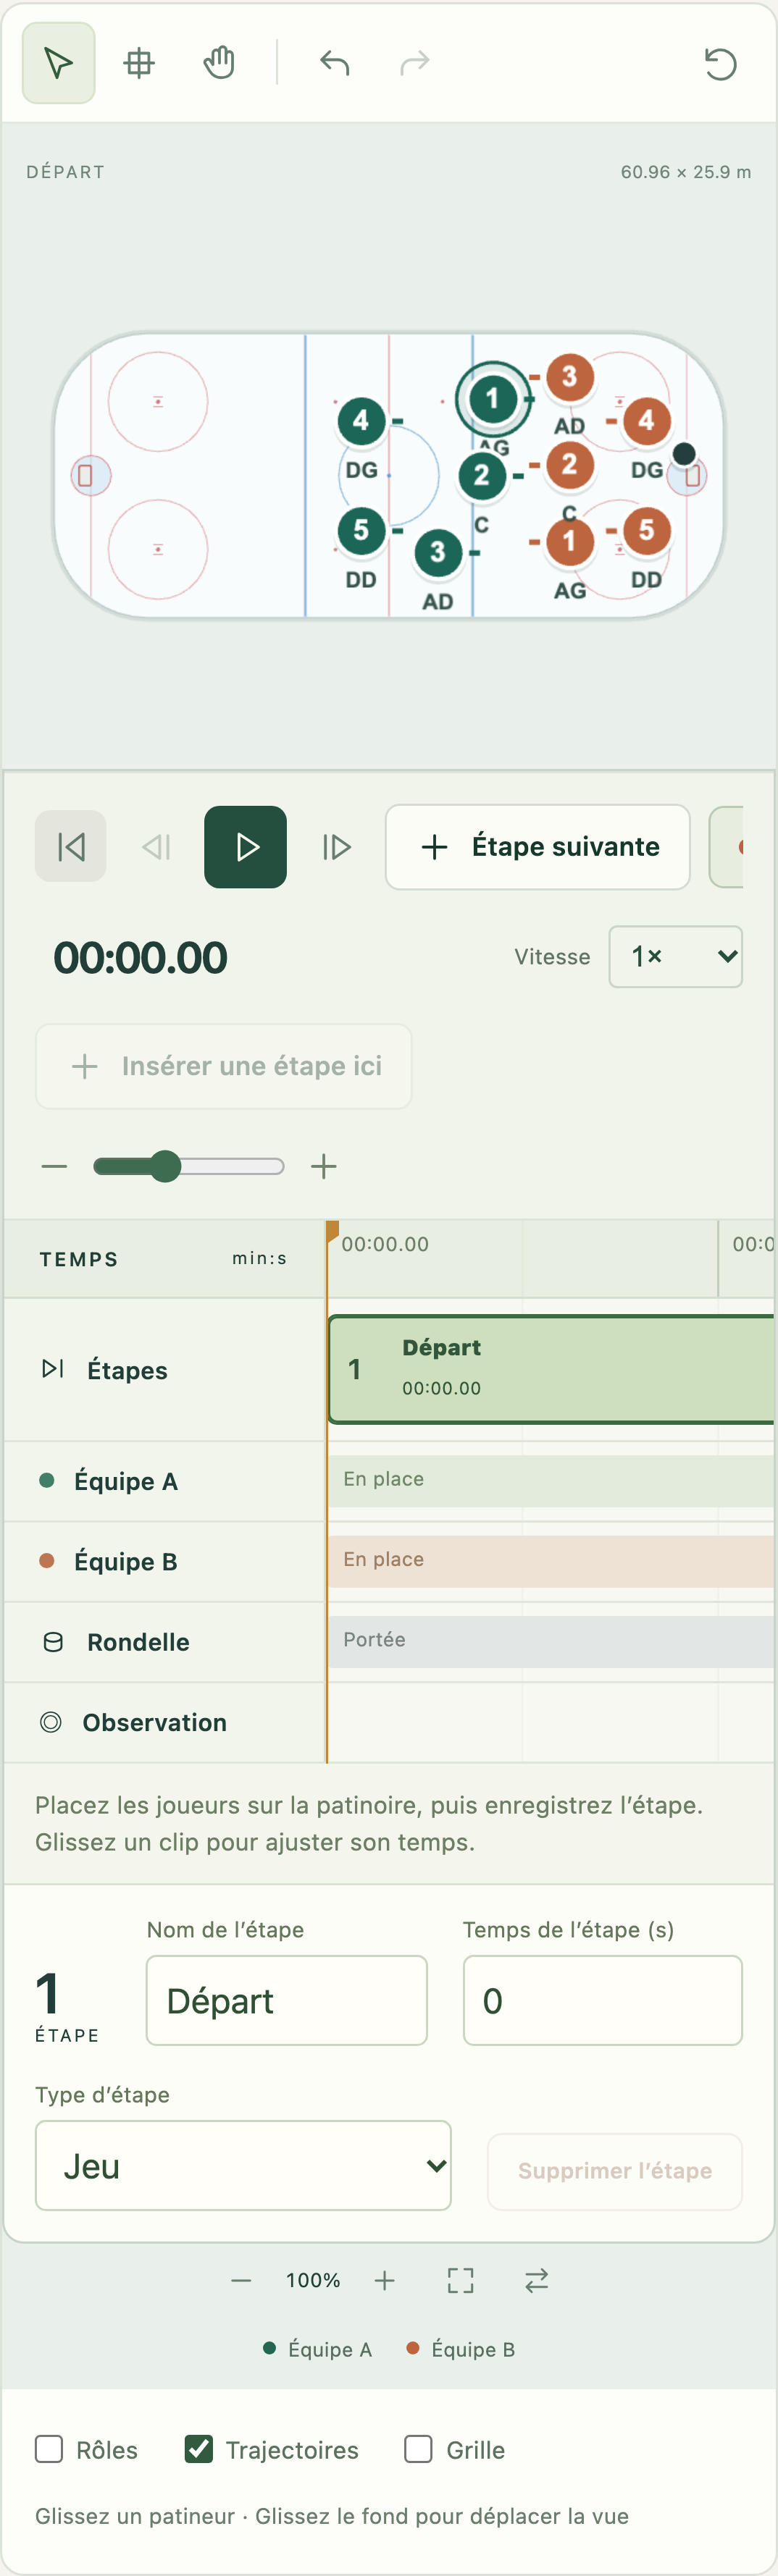 DÉPART 60.96 × 25.9 m
3
1
AD
4 4
AG
DG 2 2 DG
C C
5 3 1 5
DD AD AG DD
Étape suivante
00:00.00 Vitesse 1×
Insérer une étape ici
TEMPS min:s 00:00.00 00:0
Étapes 1 Départ
00:00.00
Équipe A En place
Équipe B En place
Rondelle Portée
Observation
Placez les joueurs sur la patinoire, puis enregistrez l’étape.
Glissez un clip pour ajuster son temps.
Nom de l’étape Temps de l’étape (s)
1 Départ 0
ÉTAPE
Type d’étape
Jeu Supprimer l’étape
100%
Équipe A Équipe B
Rôles Trajectoires Grille
Glissez un patineur · Glissez le fond pour déplacer la vue